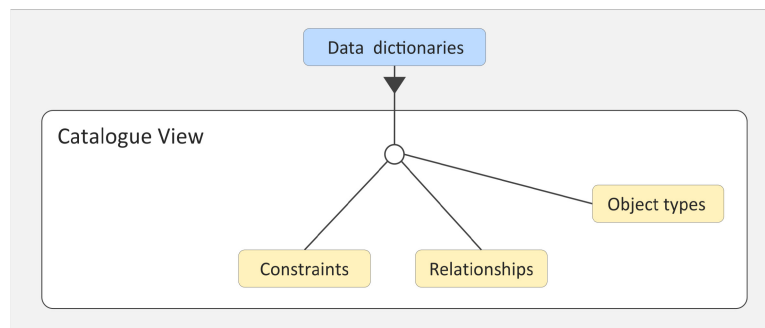 Data dictionaries
Catalogue View
Object types
Constraints
Relationships